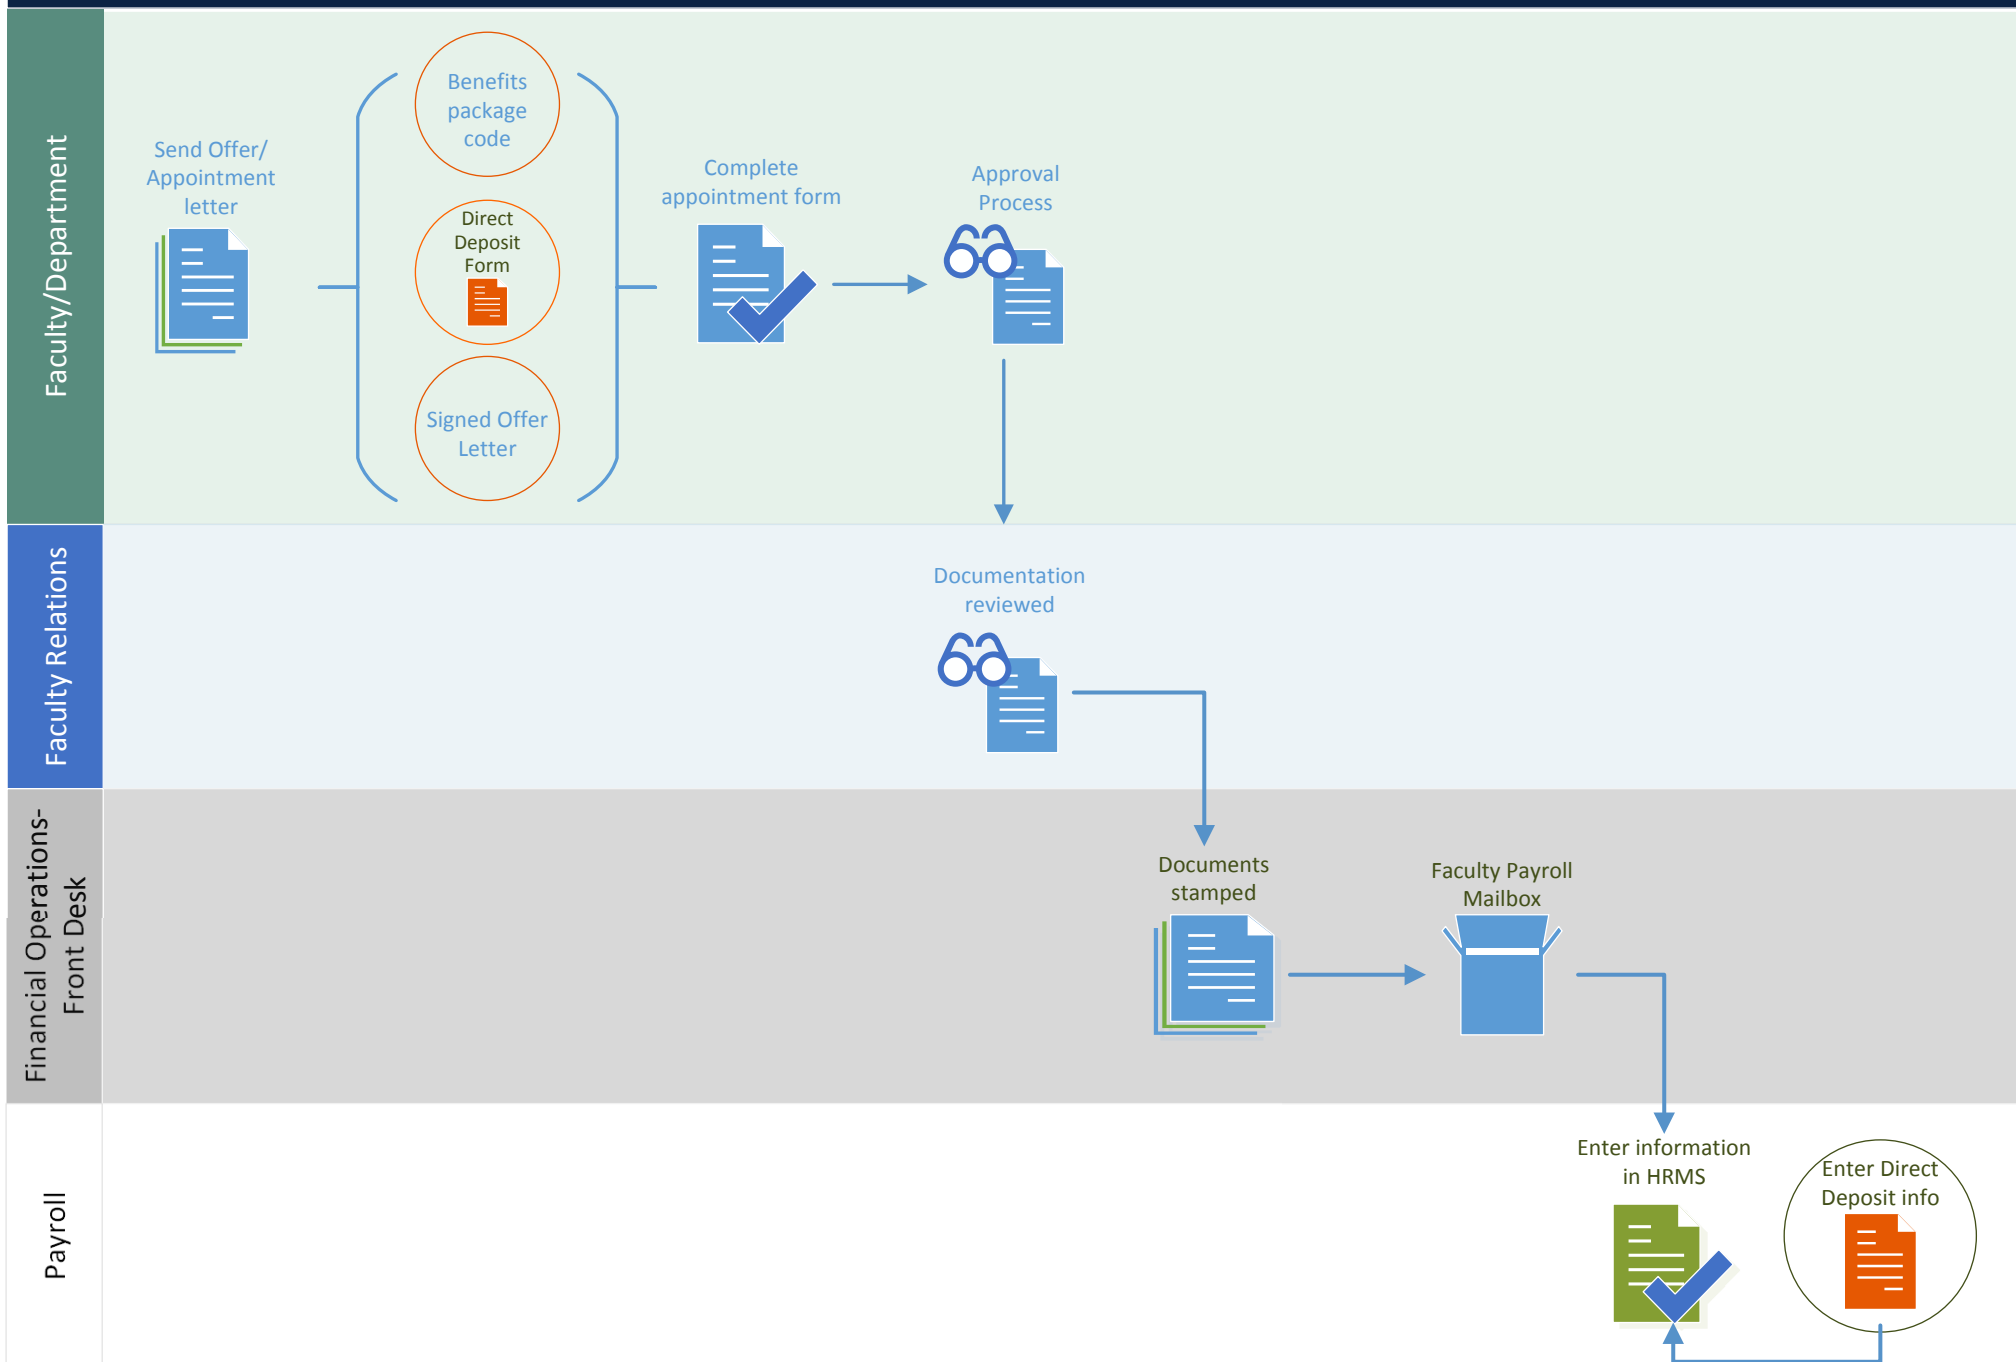 Faculty/Department
Send Offer/
Appointment
letter
Benefits
package
code
Direct
Deposit
Form
Signed Offer
Letter
Complete
appointment form
Approval
Process
Faculty Relations
Documentation
reviewed
Financial Operations-
Front Desk
Documents
stamped
Faculty Payroll
Mailbox
Payroll
Enter information
in HRMS
Enter Direct
Deposit info